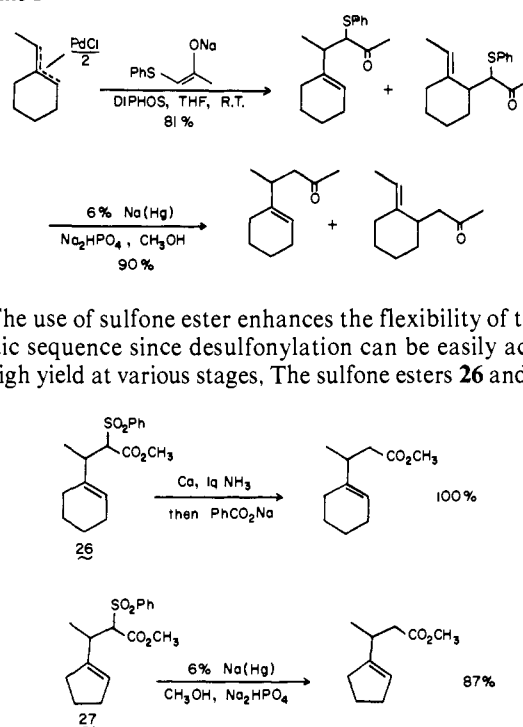 PdCl
2
PhS
ONa
DIPHOS, THF, R.T.
81%
SPh
O
+
SPh
O
6% Na(Hg)
Na2HPO4, CH3OH
90%
O
+
O
The use of sulfone ester enhances the flexibility of t
tic sequence since desulfonylation can be easily ac
igh yield at various stages, The sulfone esters 26 and
SO2Ph
CO2CH3
26
Ca, lq NH3
then PhCO2Na
CO2CH3
100%
SO2Ph
CO2CH3
27
6% Na(Hg)
CH3OH, Na2HPO4
CO2CH3
87%